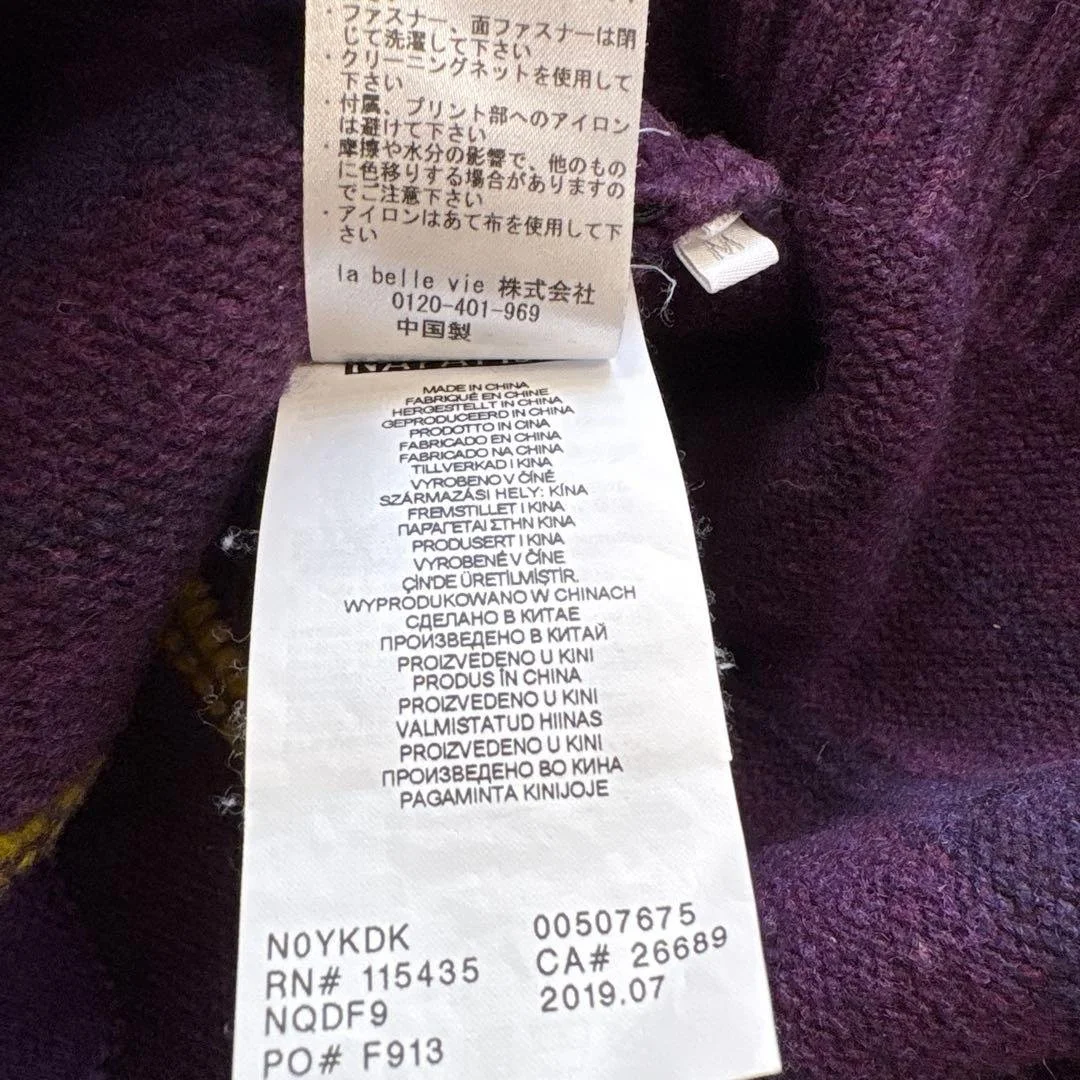 ・ファスナー、面ファスナーは閉
じて洗濯して下さい
・クリーニングネットを使用して
下さい
・付属、プリント部へのアイロン
は避けて下さい
・摩擦や水分の影響で、他のもの
に色移りする場合がありますの
でご注意下さい
・アイロンはあて布を使用して下
さい
la belle vie 株式会社
0120-401-969
中国製
M
MADE IN CHINA
FABRIQUÉ EN CHINE
HERGESTELLT IN CHINA
GEPRODUCEERD IN CHINA
PRODOTTO IN CINA
FABRICADO EN CHINA
FABRICADO NA CHINA
TILLVERKAD I KINA
VYROBENO V ČÍNĚ
SZÁRMAZÁSI HELY: KÍNA
FREMSTILLET I KINA
ΠΑΡΑΓΕΤΑΙ ΣΤΗΝ ΚΙΝΑ
PRODUSERT I KINA
VYROBENÉ V ČÍNE
ÇİN'DE ÜRETİLMİŞTİR.
WYPRODUKOWANO W CHINACH
СДЕЛАНО В КИТАЕ
ПРОИЗВЕДЕНО В КИТАЙ
PROIZVEDENO U KINI
PRODUS ÎN CHINA
PROIZVEDENO U KINI
VALMISTATUD HIINAS
PROIZVEDENO U KINI
ПРОИЗВЕДЕНО ВО КИНА
PAGAMINTA KINIJOJE
N0YKDK 00507675
RN# 115435 CA# 26689
NQDF9 2019.07
PO# F913